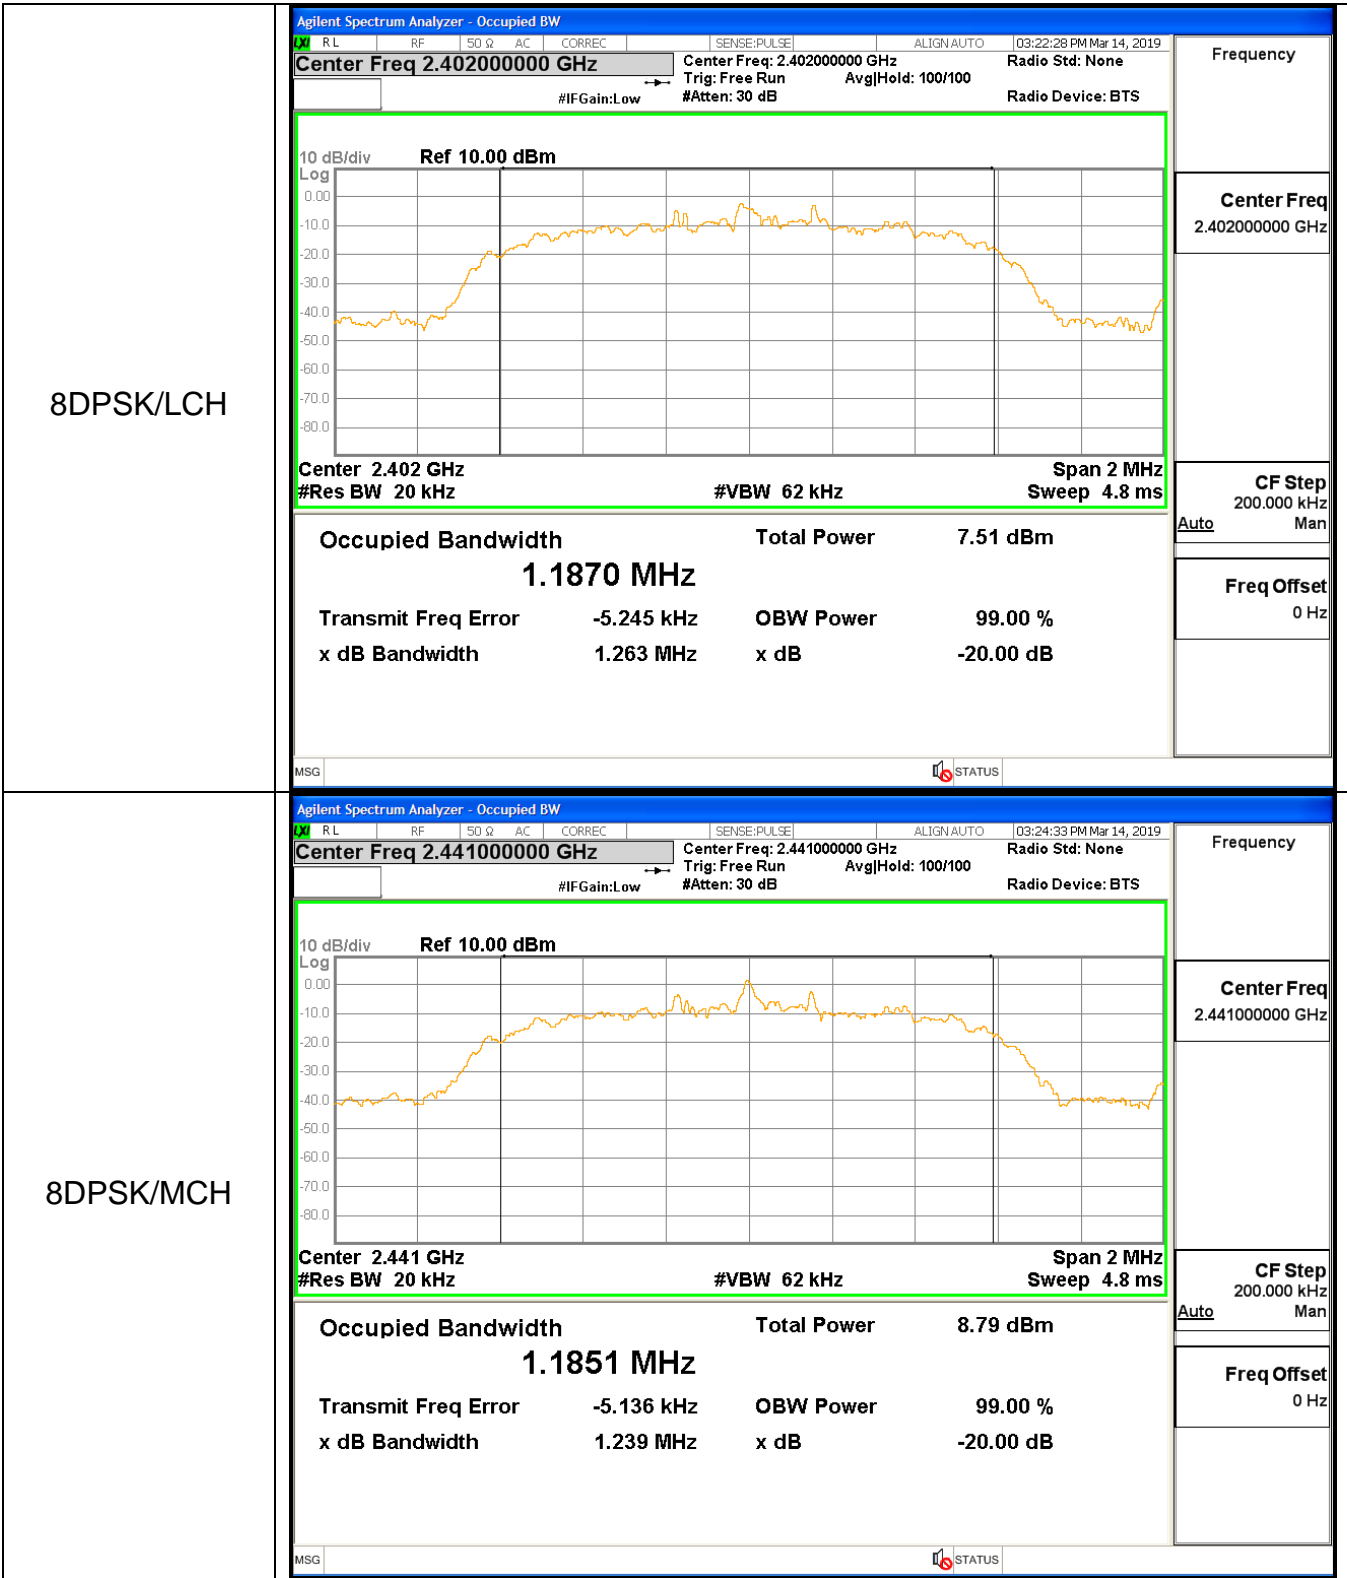 8DPSK/LCH
Agilent Spectrum Analyzer - Occupied BW
LXI RL RF 50 Ω AC CORREC SENSE:PULSE ALIGN AUTO 03:22:28 PM Mar 14, 2019
Center Freq 2.402000000 GHz
Center Freq: 2.402000000 GHz
Radio Std: None
Trig: Free Run Avg|Hold: 100/100
#IFGain:Low
#Atten: 30 dB
Radio Device: BTS
10 dB/div Ref 10.00 dBm
Log
0.00
-10.0
-20.0
-30.0
-40.0
-50.0
-60.0
-70.0
-80.0
Center 2.402 GHz Span 2 MHz
#Res BW 20 kHz #VBW 62 kHz Sweep 4.8 ms
Occupied Bandwidth Total Power 7.51 dBm
1.1870 MHz
Transmit Freq Error -5.245 kHz OBW Power 99.00 %
x dB Bandwidth 1.263 MHz x dB -20.00 dB
MSG STATUS
Frequency
Center Freq
2.402000000 GHz
CF Step
200.000 kHz
Auto Man
Freq Offset
0 Hz
8DPSK/MCH
Agilent Spectrum Analyzer - Occupied BW
LXI RL RF 50 Ω AC CORREC SENSE:PULSE ALIGN AUTO 03:24:33 PM Mar 14, 2019
Center Freq 2.441000000 GHz
Center Freq: 2.441000000 GHz
Radio Std: None
Trig: Free Run Avg|Hold: 100/100
#IFGain:Low
#Atten: 30 dB
Radio Device: BTS
10 dB/div Ref 10.00 dBm
Log
0.00
-10.0
-20.0
-30.0
-40.0
-50.0
-60.0
-70.0
-80.0
Center 2.441 GHz Span 2 MHz
#Res BW 20 kHz #VBW 62 kHz Sweep 4.8 ms
Occupied Bandwidth Total Power 8.79 dBm
1.1851 MHz
Transmit Freq Error -5.136 kHz OBW Power 99.00 %
x dB Bandwidth 1.239 MHz x dB -20.00 dB
MSG STATUS
Frequency
Center Freq
2.441000000 GHz
CF Step
200.000 kHz
Auto Man
Freq Offset
0 Hz